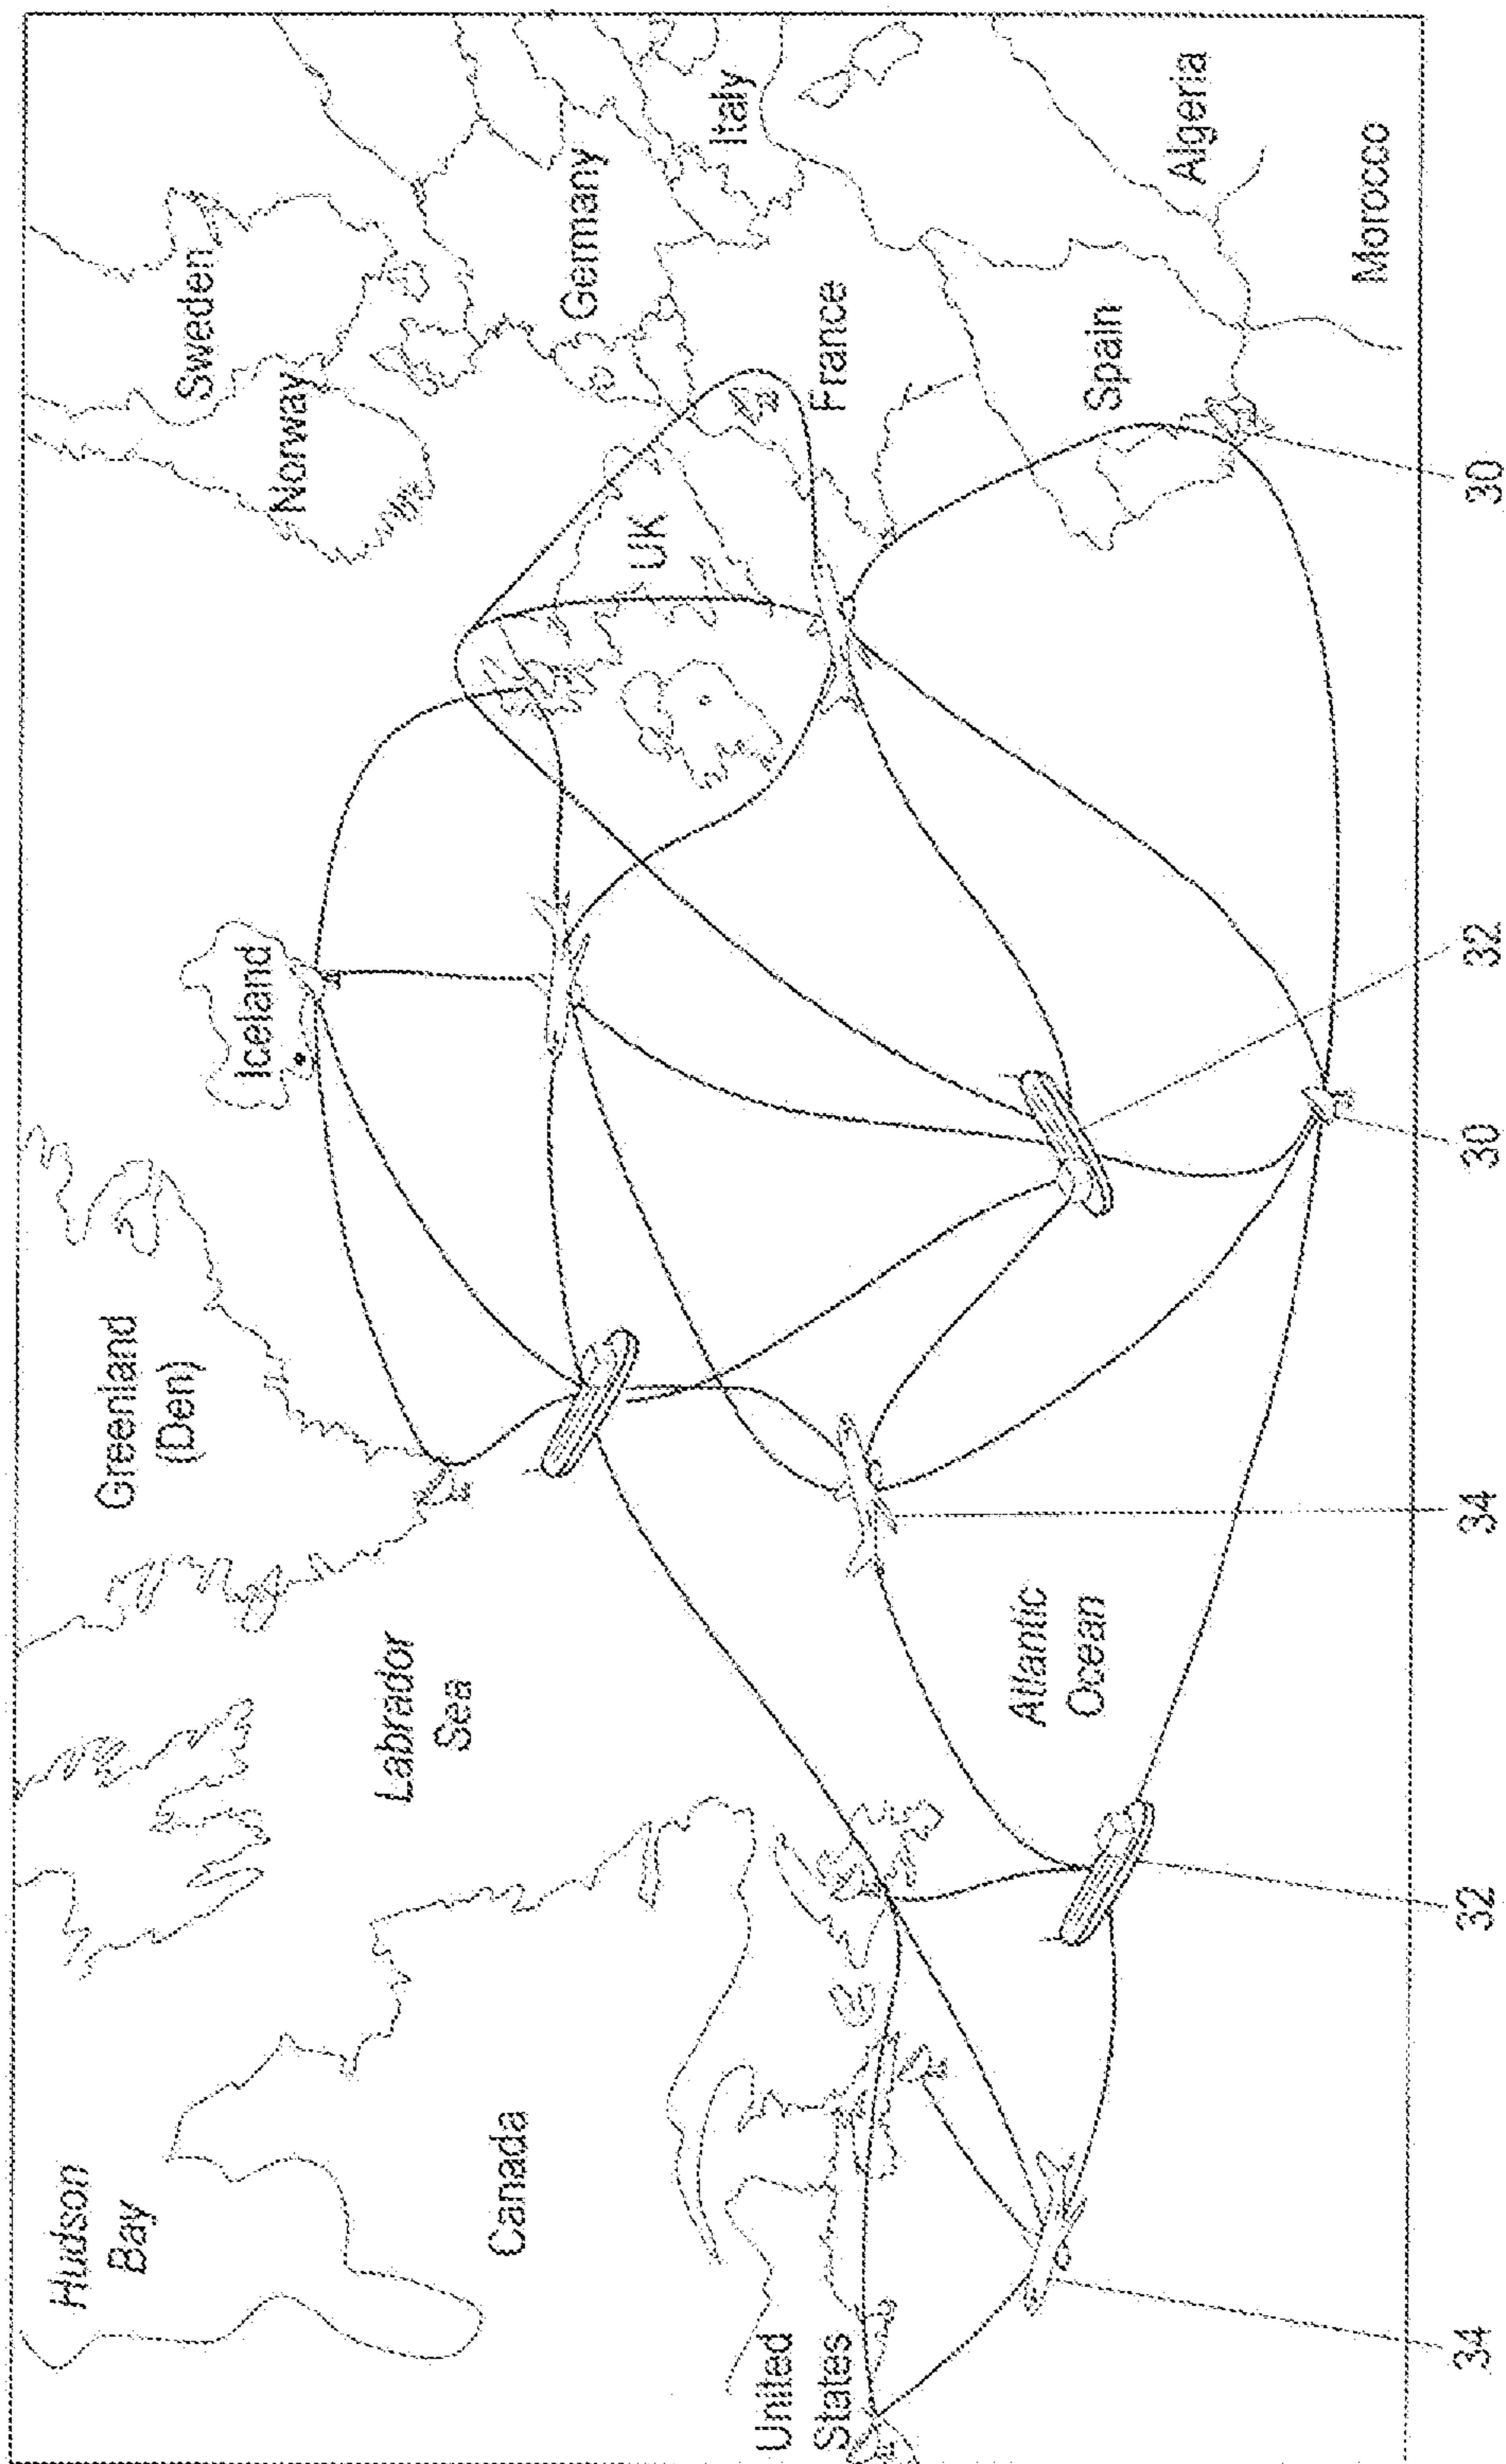 Hudson
Bay
Greenland
(Den)
Iceland
Norway
Sweden
Labrador
Sea
Canada
UK
Germany
United
States
France
Italy
Atlantic
Ocean
Spain
Algeria
Morocco
34
32
34
30
32
30